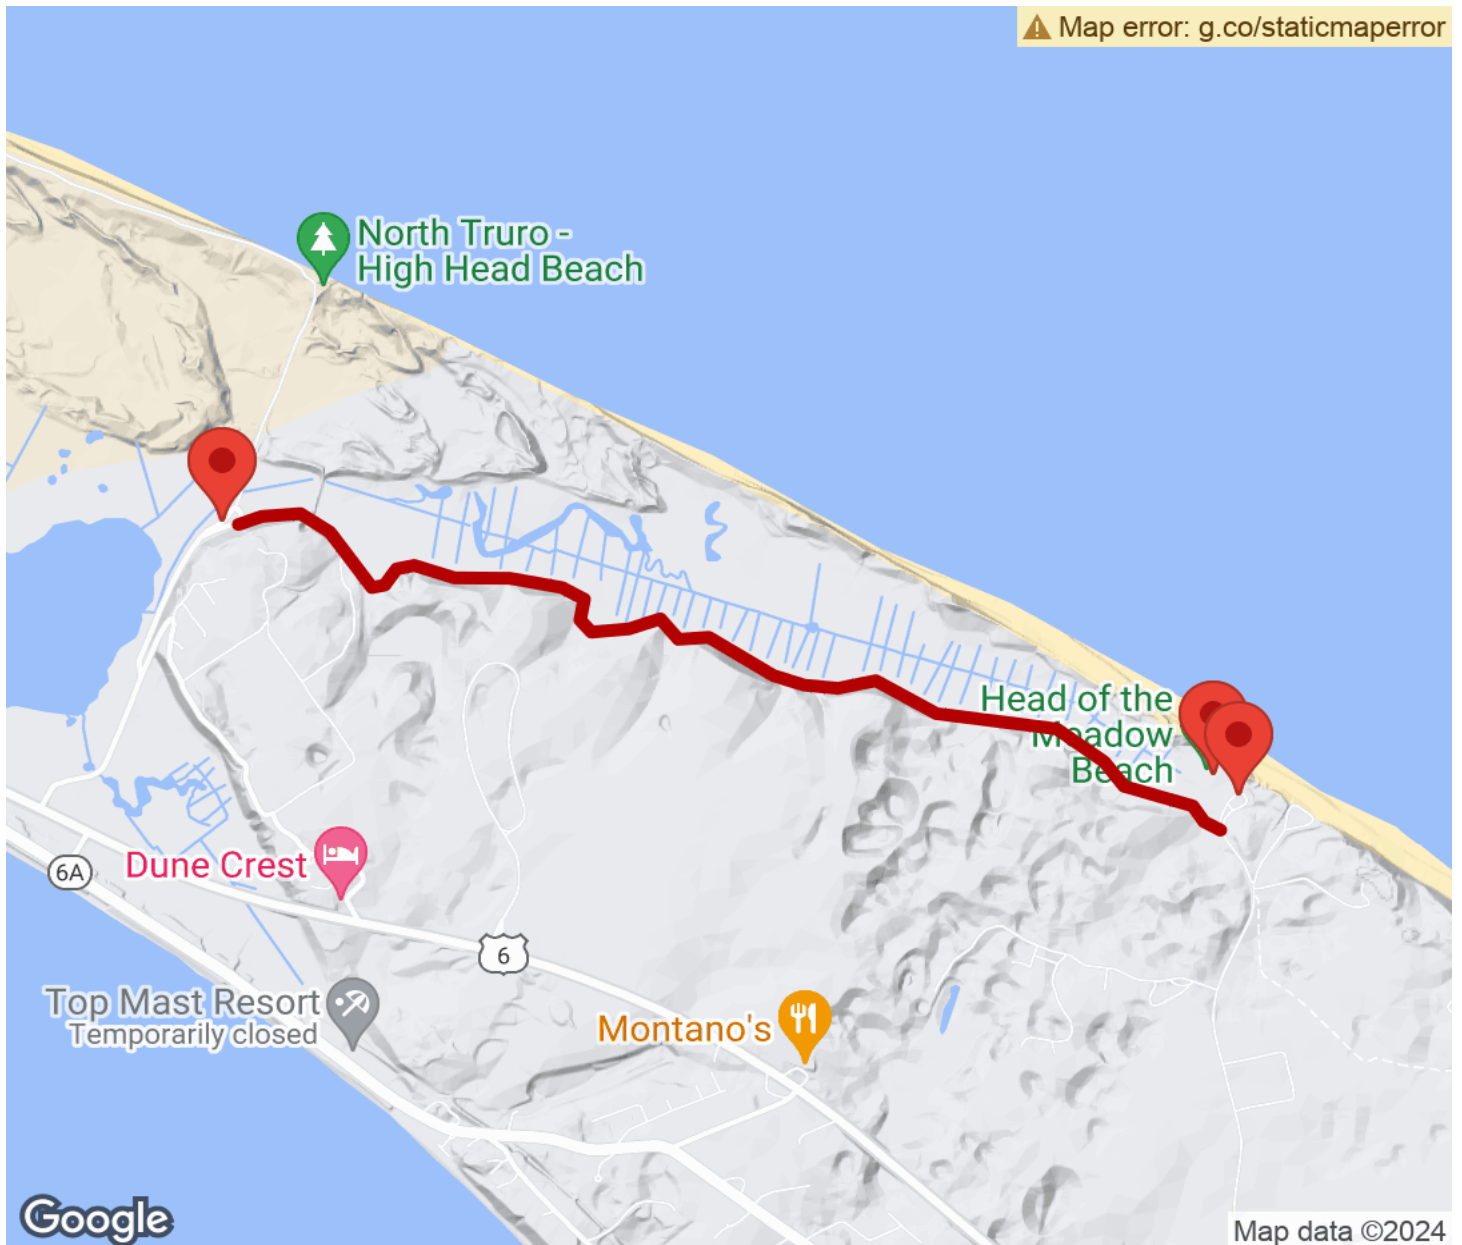 Map error: g.co/staticmaperror
North Truro -
High Head Beach
Head of the
Meadow
Beach
Dune Crest
6A
6
Top Mast Resort
Temporarily closed
Montano's
Google
Map data ©2024